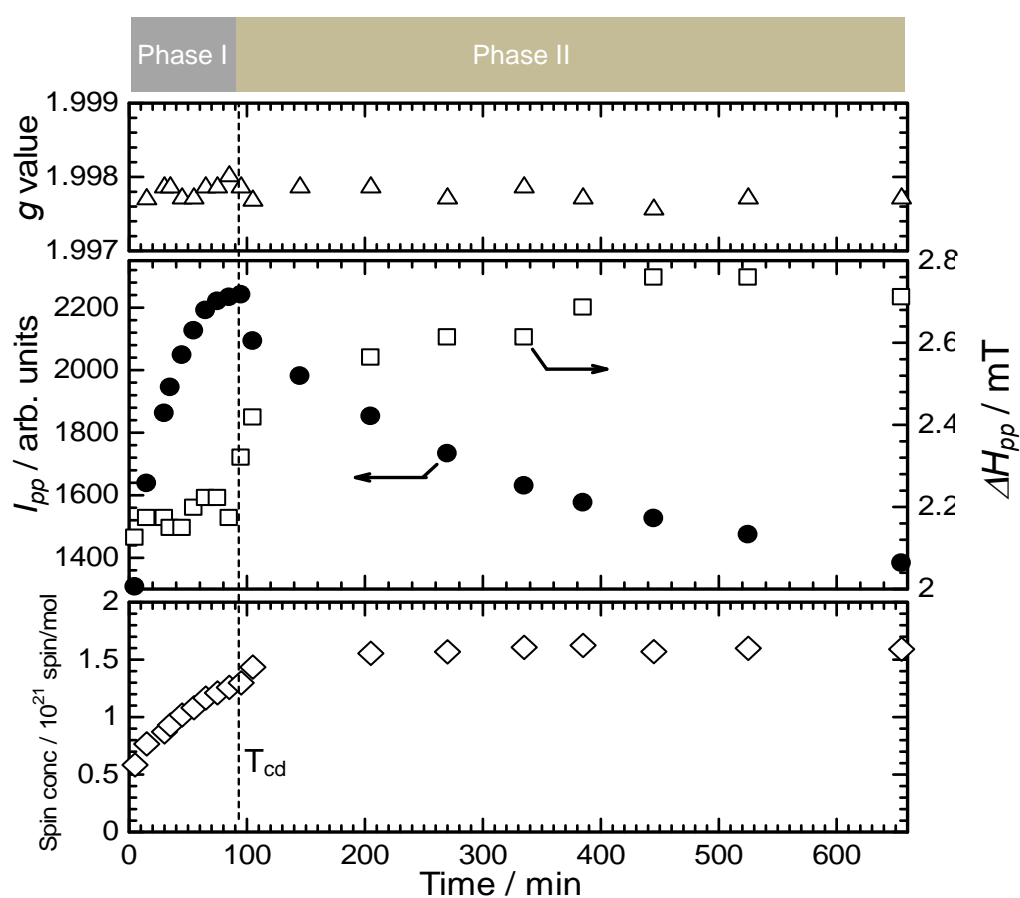 Phase I Phase II
1.999
1.998
1.997
g value
2200
2000
1800
1600
1400
I_pp / arb. units
2.8
2.6
2.4
2.2
2
ΔH_pp / mT
2
1.5
1
0.5
0
Spin conc / 10^21 spin/mol
T_cd
0 100 200 300 400 500 600
Time / min